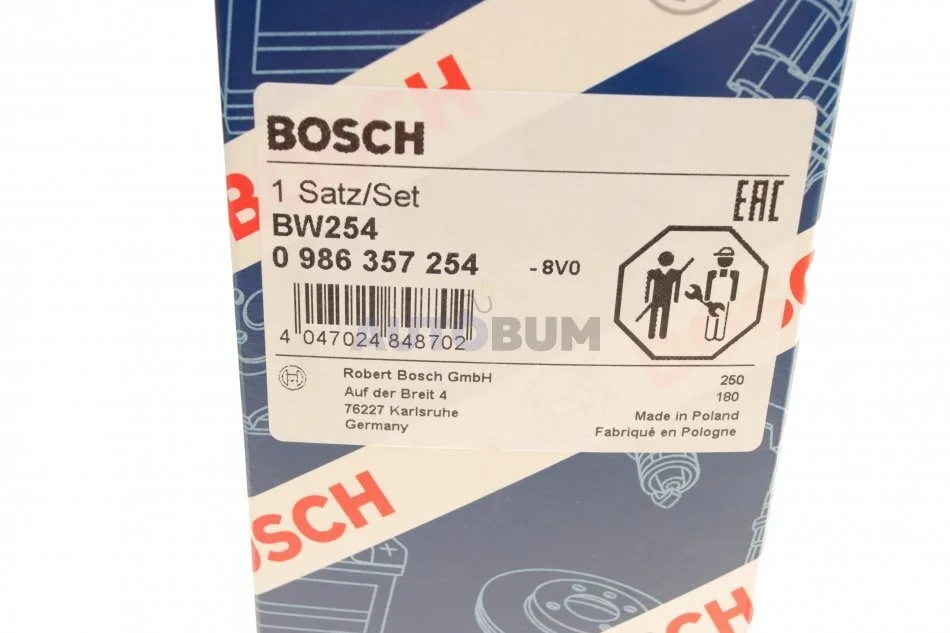 BOSCH
BOSCH
1 Satz/Set
EAC
BW254
0 986 357 254 - 8V0
4 047024 848702
AUTOBUM
Robert Bosch GmbH
Auf der Breit 4
76227 Karlsruhe
Germany
250
180
Made in Poland
Fabriqué en Pologne
BOSCH
BOSCH